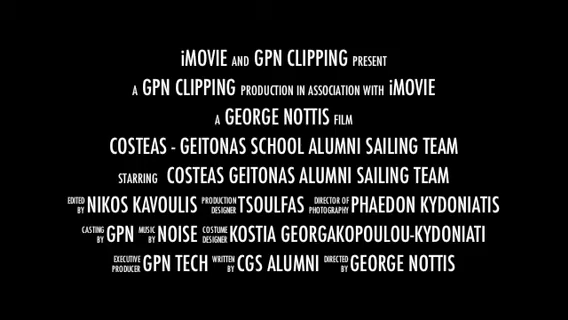 iMOVIE AND GPN CLIPPING PRESENT
A GPN CLIPPING PRODUCTION IN ASSOCIATION WITH iMOVIE
A GEORGE NOTTIS FILM
COSTEAS - GEITONAS SCHOOL ALUMNI SAILING TEAM
STARRING COSTEAS GEITONAS ALUMNI SAILING TEAM
EDITED BY NIKOS KAVOULIS PRODUCTION DESIGNER TSOULFAS DIRECTOR OF PHOTOGRAPHY PHAEDON KYDONIATIS
CASTING BY GPN MUSIC BY NOISE COSTUME DESIGNER KOSTIA GEORGAKOPOULOU-KYDONIATI
EXECUTIVE PRODUCER GPN TECH WRITTEN BY CGS ALUMNI DIRECTED BY GEORGE NOTTIS